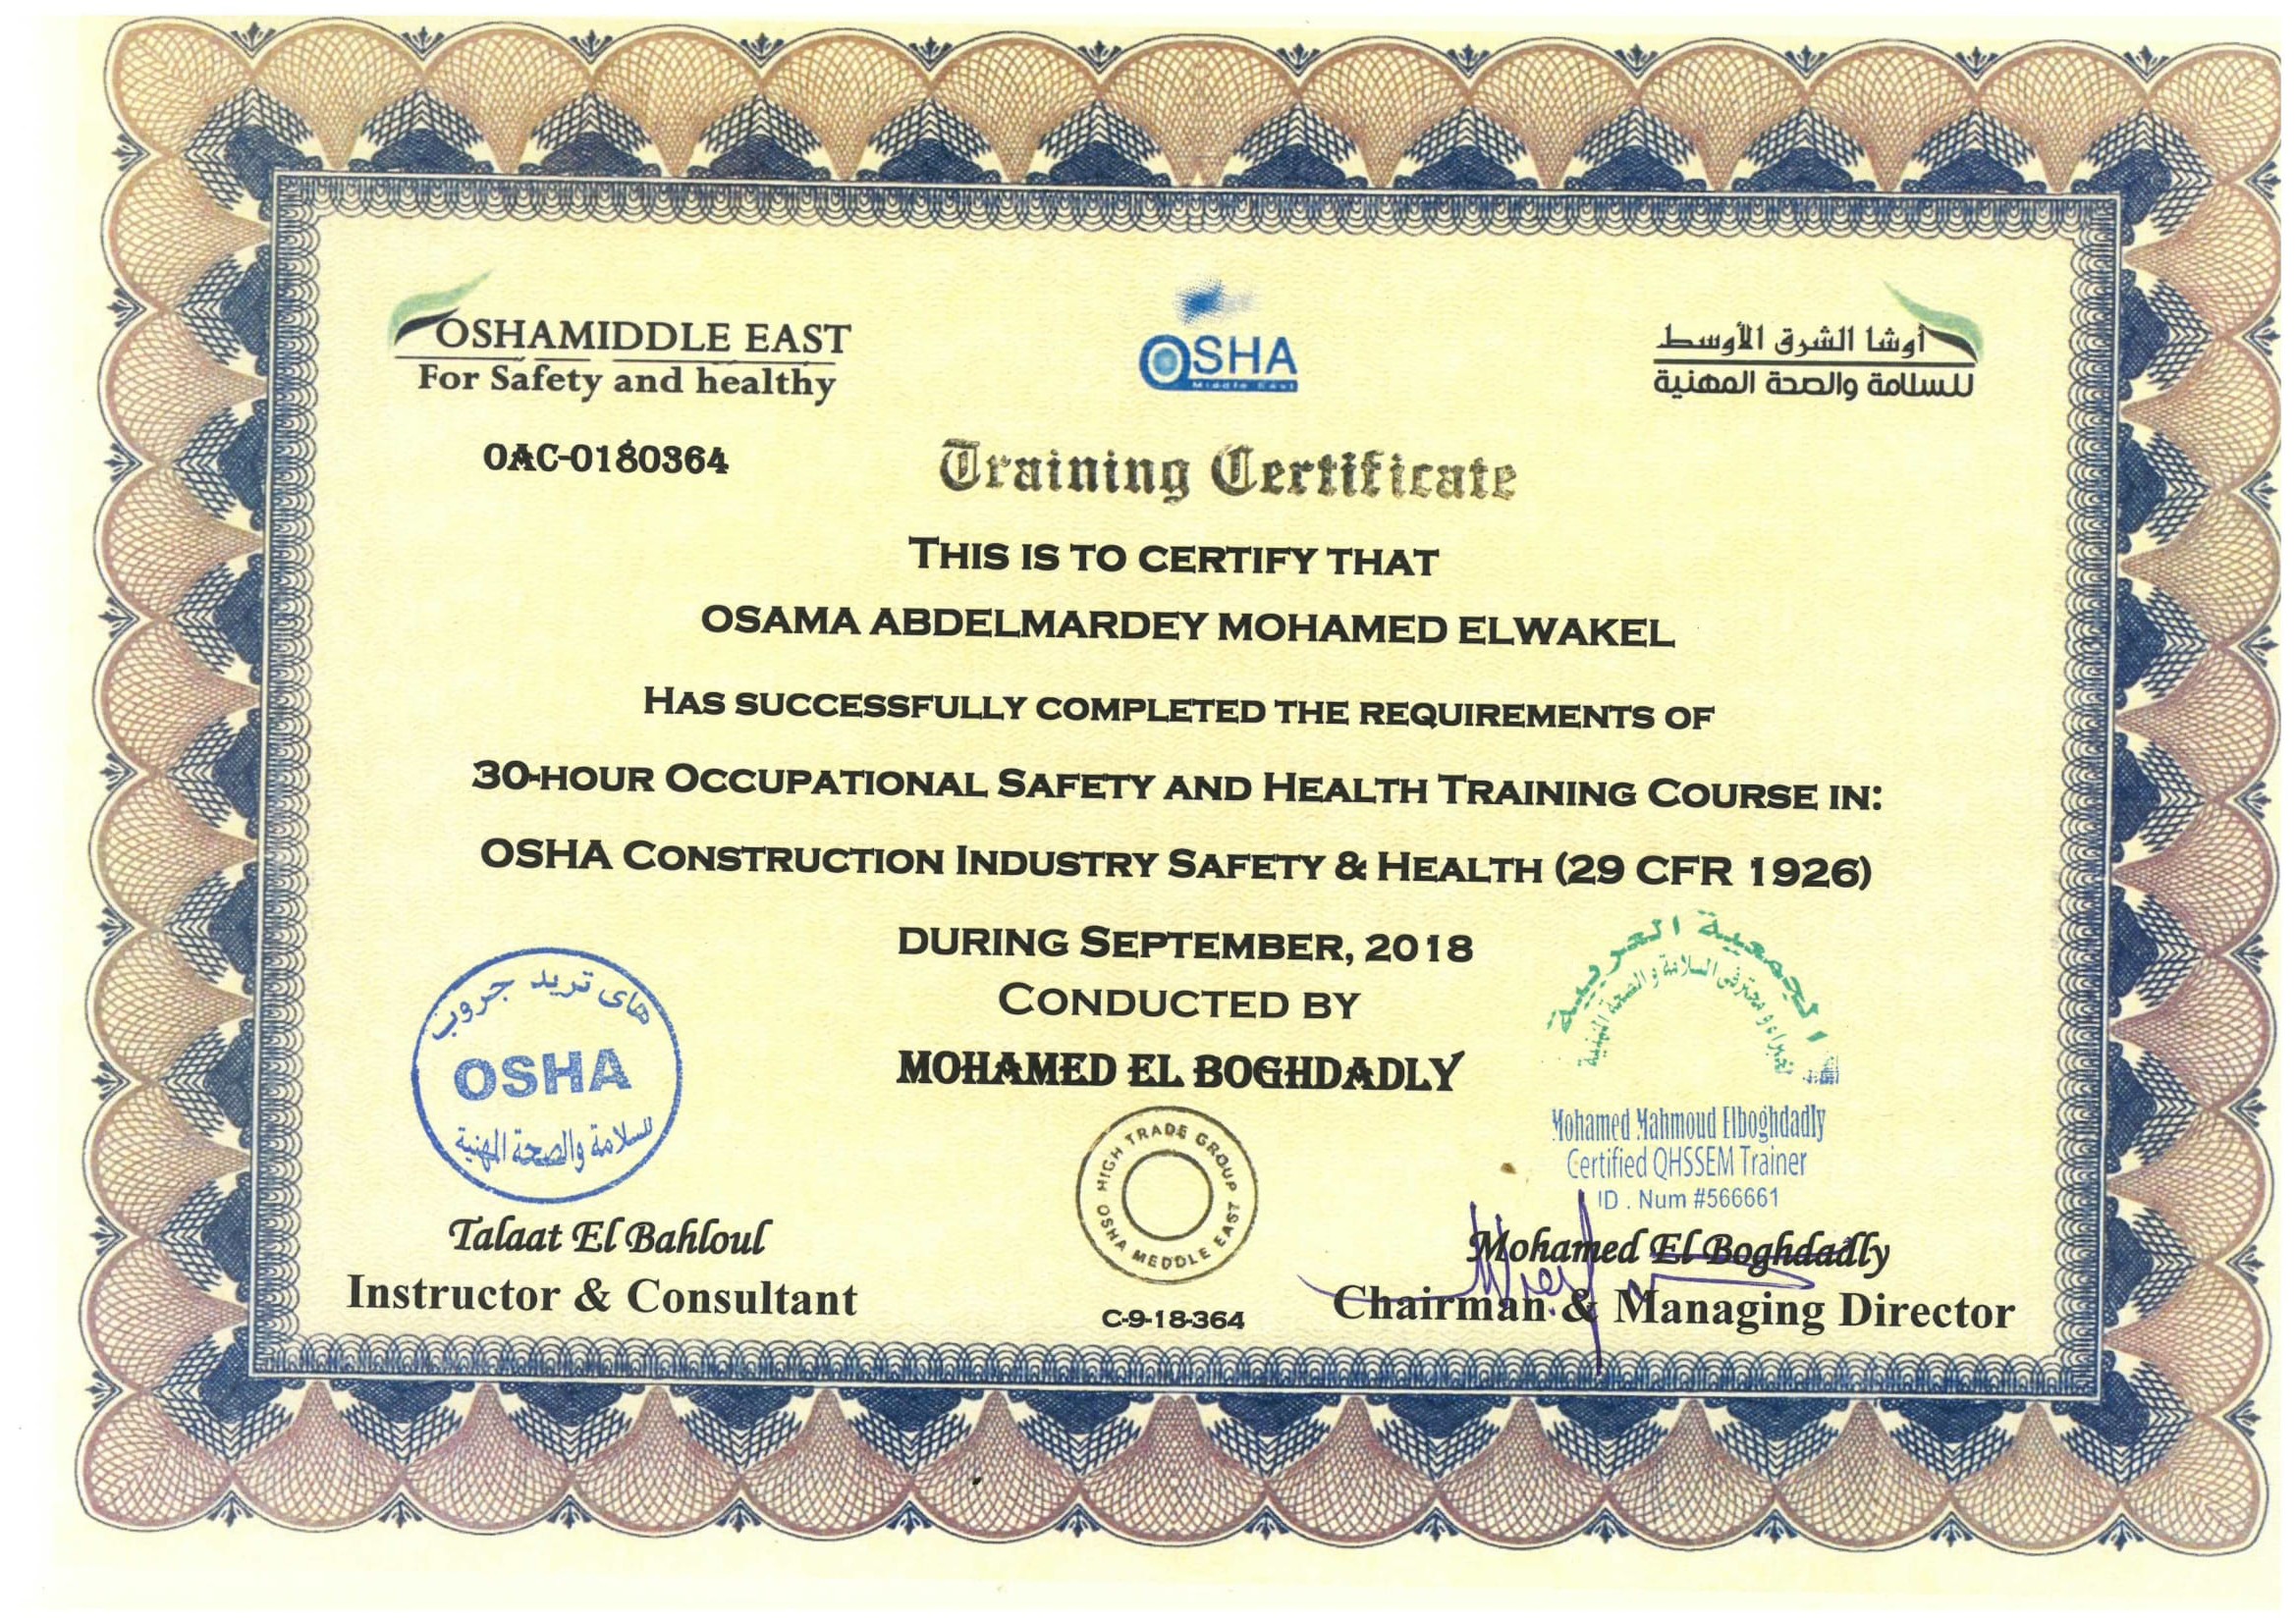 OSHAMIDDLE EAST
For Safety and healthy
OSHA
Middle East
أوشا الشرق الأوسط
للسلامة والصحة المهنية
OAC-0180364
Training Certificate
THIS IS TO CERTIFY THAT
OSAMA ABDELMARDEY MOHAMED ELWAKEL
HAS SUCCESSFULLY COMPLETED THE REQUIREMENTS OF
30-HOUR OCCUPATIONAL SAFETY AND HEALTH TRAINING COURSE IN:
OSHA CONSTRUCTION INDUSTRY SAFETY & HEALTH (29 CFR 1926)
DURING SEPTEMBER, 2018
CONDUCTED BY
MOHAMED EL BOGHDADLY
هاى تريد جروب
OSHA
للسلامة والصحة المهنية
Talaat El Bahloul
Instructor & Consultant
HIGH TRADE GROUP
OSHA MEDDLE EAST
C-9-18-364
الجمعية العربية
لخبراء ومحترفى السلامة والصحة المهنية
Mohamed Mahmoud Elboghdadly
Certified QHSSEM Trainer
ID . Num #566661
Mohamed El Boghdadly
Chairman & Managing Director